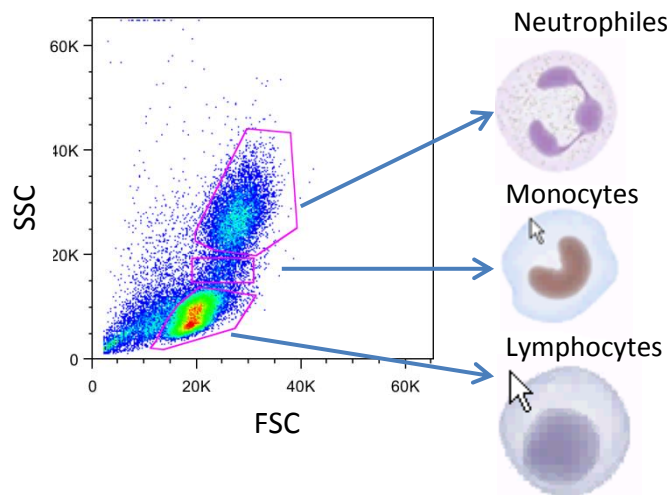 Neutrophiles
60K
40K
Monocytes
SSC
20K
Lymphocytes
0
0
20K
40K
60K
FSC